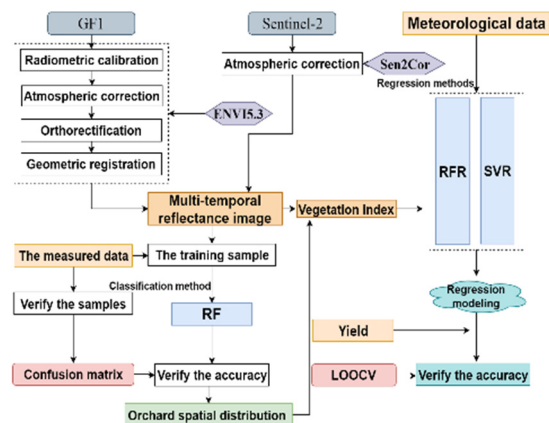 GF1
Sentinel-2
Meteorological data
Radiometric calibration
Atmospheric correction
Orthorectification
Geometric registration
ENVI5.3
Atmospheric correction
Sen2Cor
Regression methods
RFR
SVR
Multi-temporal
reflectance image
Vegetation Index
The measured data
The training sample
Classification method
Verify the samples
RF
Regression
modeling
Yield
Confusion matrix
Verify the accuracy
LOOCV
Verify the accuracy
Orchard spatial distribution